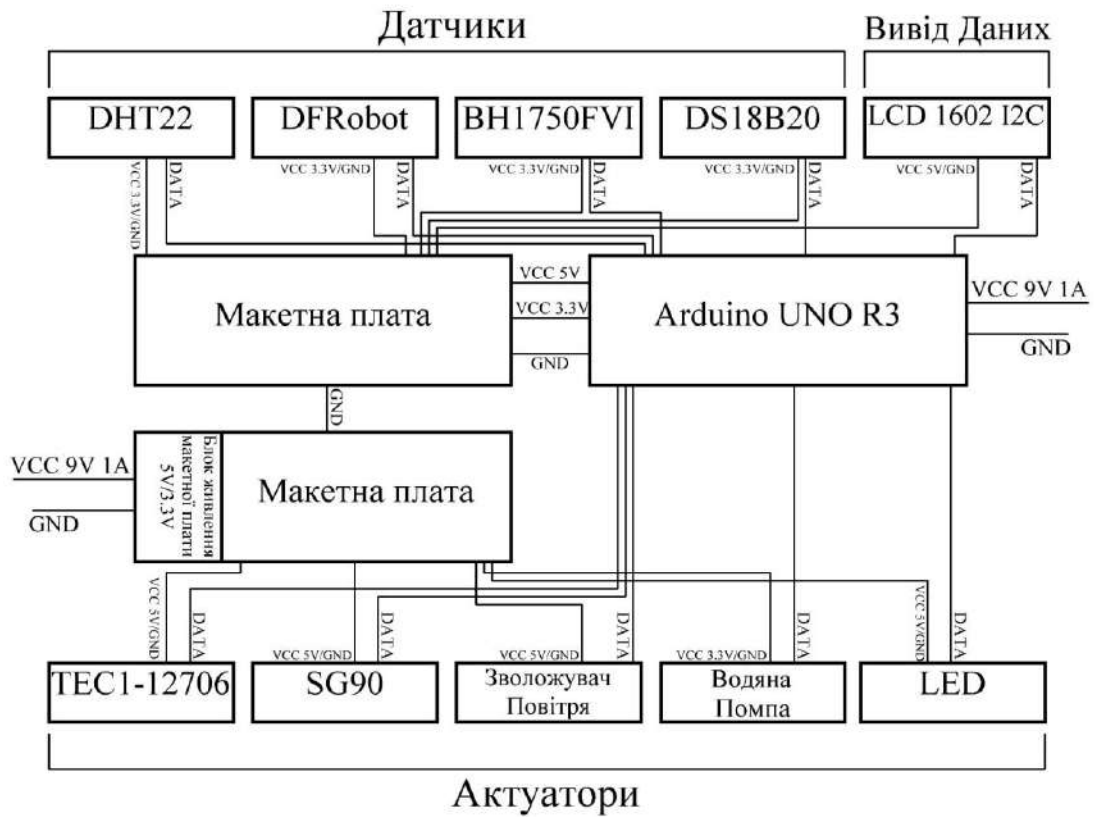 Датчики
Вивід Даних
DHT22
DFRobot
BH1750FVI
DS18B20
LCD 1602 I2C
VCC 3.3V/GND
DATA
VCC 3.3V/GND
DATA
VCC 3.3V/GND
DATA
VCC 3.3V/GND
DATA
VCC 5V/GND
DATA
Макетна плата
VCC 5V
VCC 3.3V
GND
Arduino UNO R3
VCC 9V 1A
GND
GND
VCC 9V 1A
GND
Блок живлення
макетної плати
5V/3.3V
Макетна плата
VCC 5V/GND
DATA
VCC 5V/GND
DATA
VCC 5V/GND
DATA
VCC 3.3V/GND
DATA
VCC 5V/GND
DATA
TEC1-12706
SG90
Зволожувач
Повітря
Водяна
Помпа
LED
Актуатори